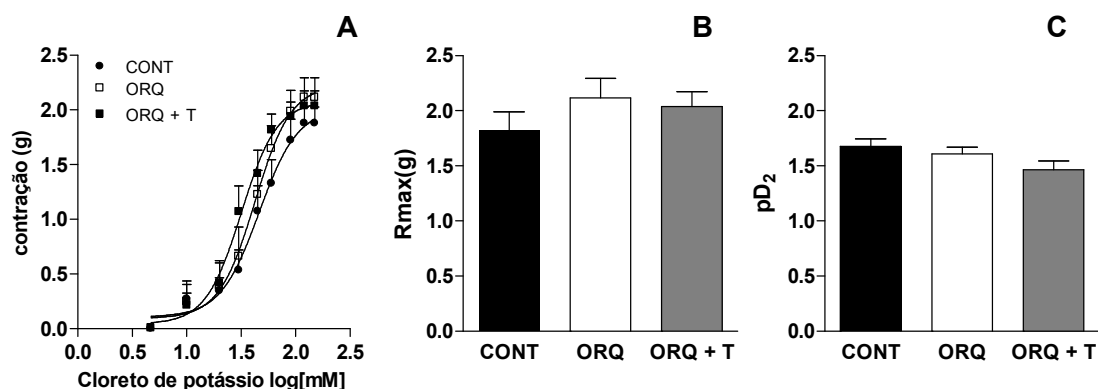 A
2.5
2.0
1.5
1.0
0.5
0.0
contração (g)
CONT
ORQ
ORQ + T
0.0 0.5 1.0 1.5 2.0 2.5
Cloreto de potássio log[mM]
B
2.5
2.0
1.5
1.0
0.5
0.0
Rmax(g)
CONT ORQ ORQ + T
C
2.5
2.0
1.5
1.0
0.5
0.0
pD2
CONT ORQ ORQ + T